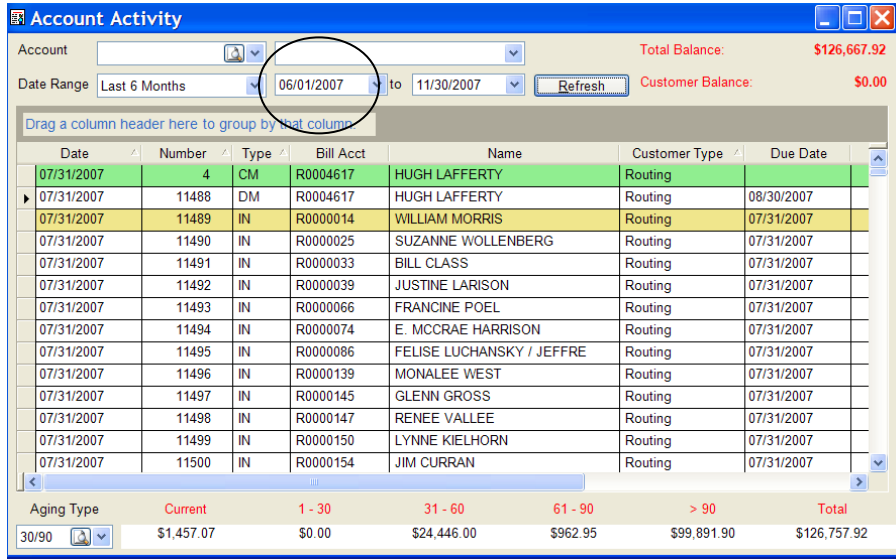 Account Activity
Account Total Balance: $126,667.92
Date Range Last 6 Months 06/01/2007 to 11/30/2007 Refresh Customer Balance: $0.00
Drag a column header here to group by that column.
Date Number Type Bill Acct Name Customer Type Due Date
07/31/2007 4 CM R0004617 HUGH LAFFERTY Routing
07/31/2007 11488 DM R0004617 HUGH LAFFERTY Routing 08/30/2007
07/31/2007 11489 IN R0000014 WILLIAM MORRIS Routing 07/31/2007
07/31/2007 11490 IN R0000025 SUZANNE WOLLENBERG Routing 07/31/2007
07/31/2007 11491 IN R0000033 BILL CLASS Routing 07/31/2007
07/31/2007 11492 IN R0000039 JUSTINE LARISON Routing 07/31/2007
07/31/2007 11493 IN R0000066 FRANCINE POEL Routing 07/31/2007
07/31/2007 11494 IN R0000074 E. MCCRAE HARRISON Routing 07/31/2007
07/31/2007 11495 IN R0000086 FELISE LUCHANSKY / JEFFRE Routing 07/31/2007
07/31/2007 11496 IN R0000139 MONALEE WEST Routing 07/31/2007
07/31/2007 11497 IN R0000145 GLENN GROSS Routing 07/31/2007
07/31/2007 11498 IN R0000147 RENEE VALLEE Routing 07/31/2007
07/31/2007 11499 IN R0000150 LYNNE KIELHORN Routing 07/31/2007
07/31/2007 11500 IN R0000154 JIM CURRAN Routing 07/31/2007
Aging Type Current 1 - 30 31 - 60 61 - 90 > 90 Total
30/90 $1,457.07 $0.00 $24,446.00 $962.95 $99,891.90 $126,757.92